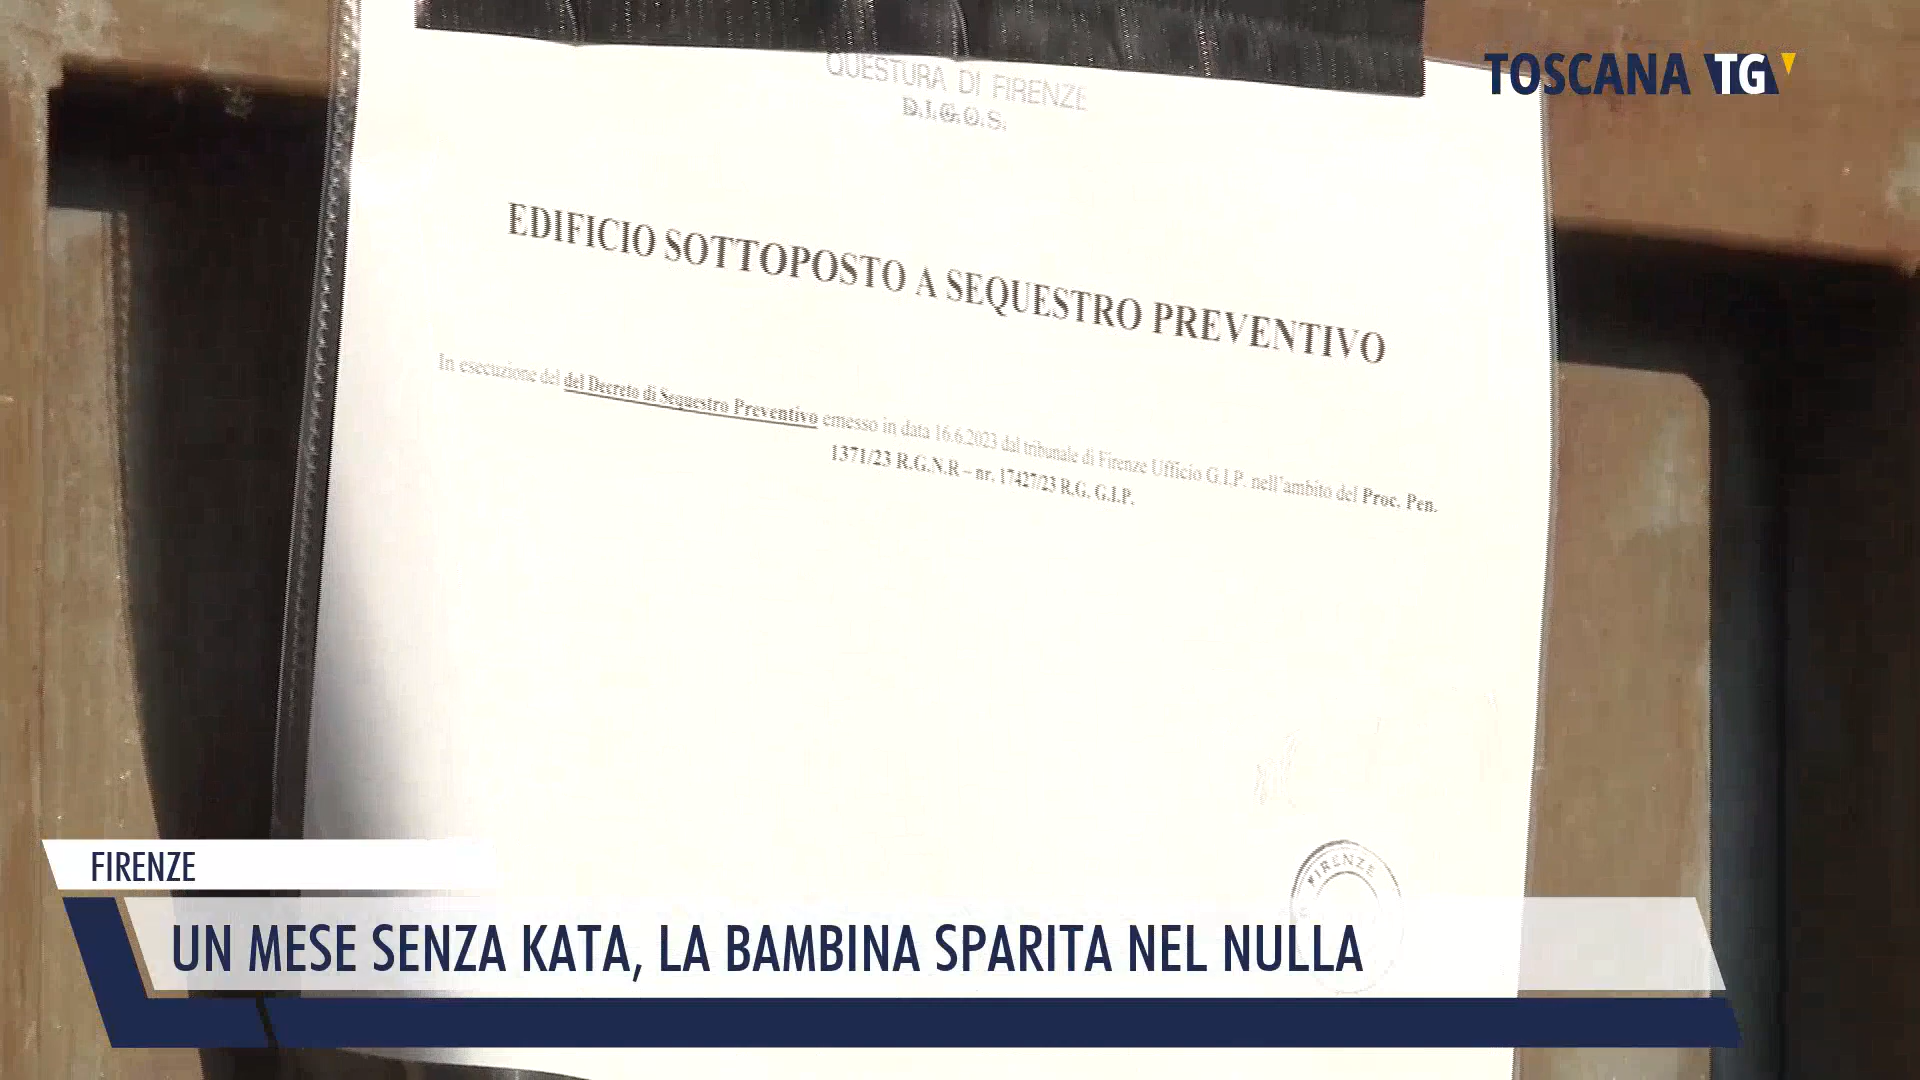 TOSCANA TG
QUESTURA DI FIRENZE
D.I.G.O.S.
EDIFICIO SOTTOPOSTO A SEQUESTRO PREVENTIVO
In esecuzione del del Decreto di Sequestro Preventivo emesso in data 16.6.2023 dal tribunale di Firenze Ufficio G.I.P. nell'ambito del Proc. Pen.
1371/23 R.G.N.R – nr. 17427/23 R.G. G.I.P.
FIRENZE
FIRENZE
UN MESE SENZA KATA, LA BAMBINA SPARITA NEL NULLA